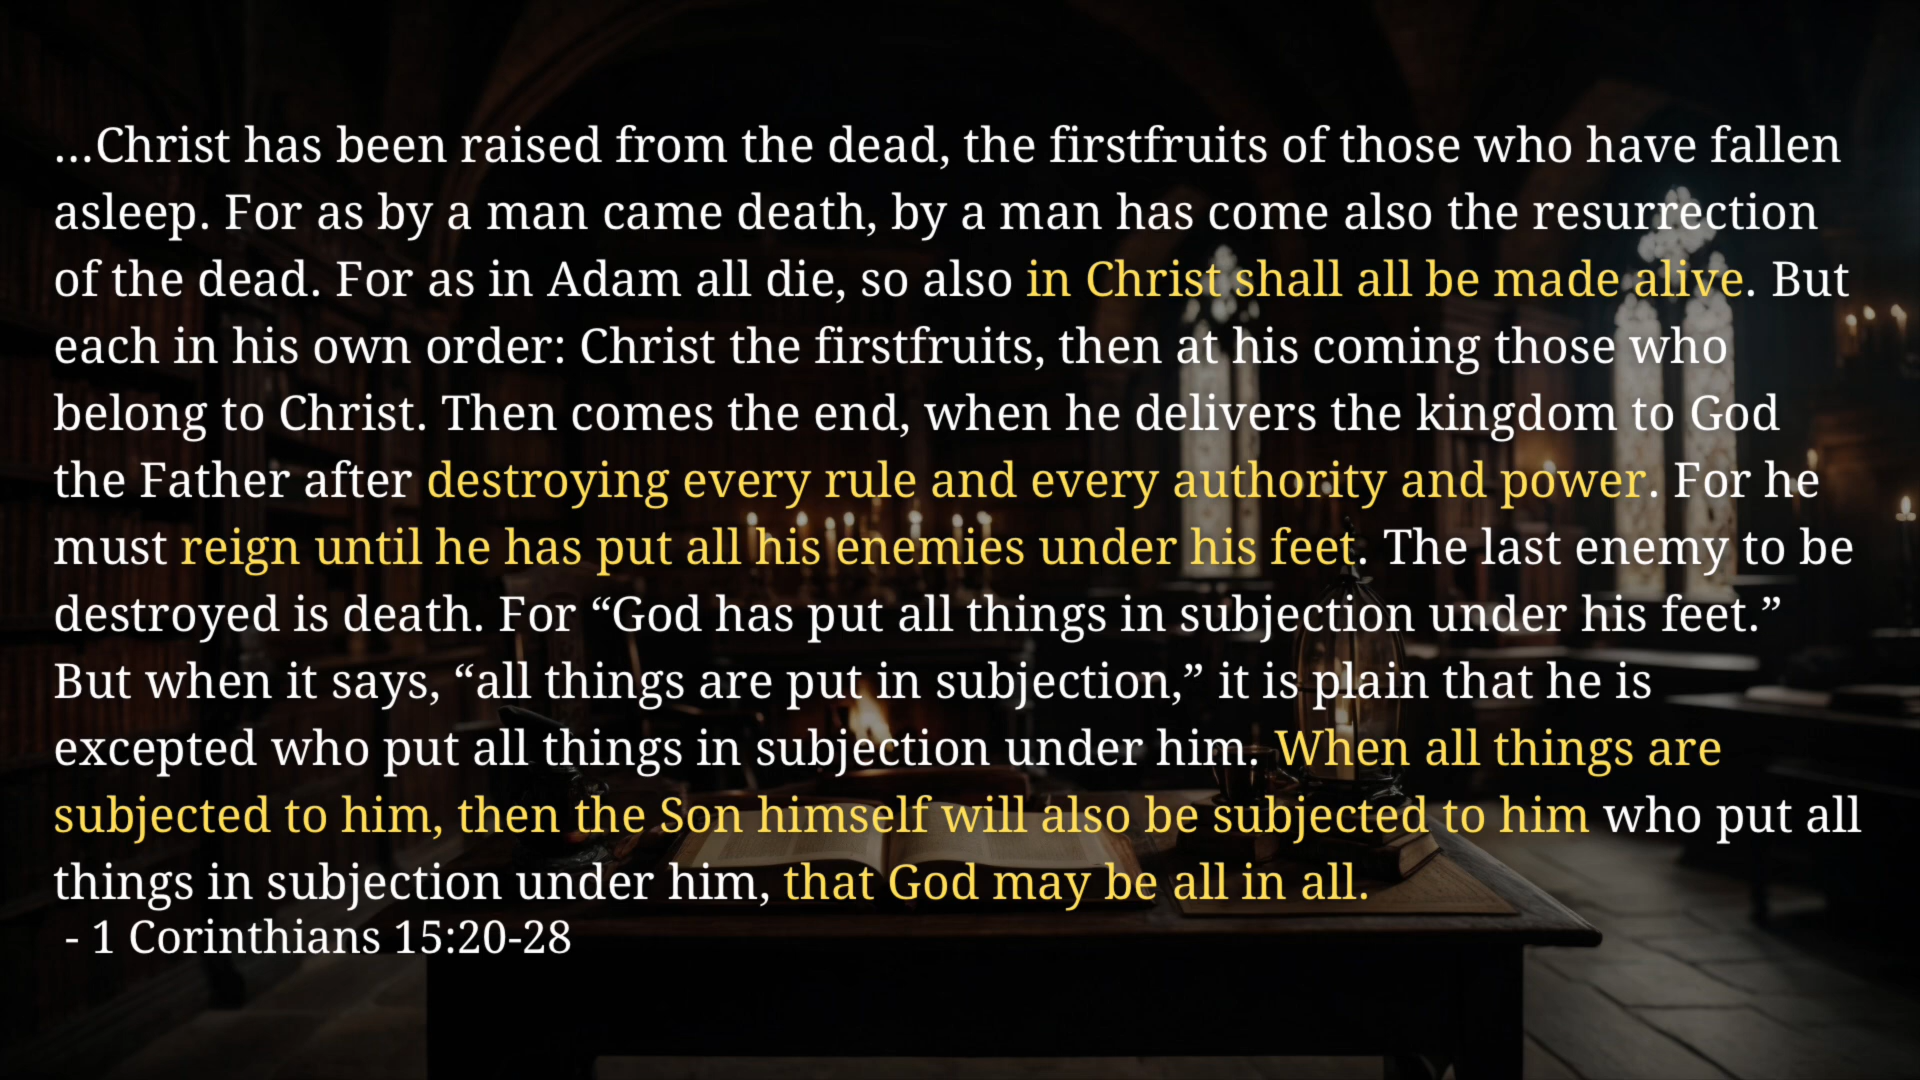 …Christ has been raised from the dead, the firstfruits of those who have fallen
asleep. For as by a man came death, by a man has come also the resurrection
of the dead. For as in Adam all die, so also in Christ shall all be made alive. But
each in his own order: Christ the firstfruits, then at his coming those who
belong to Christ. Then comes the end, when he delivers the kingdom to God
the Father after destroying every rule and every authority and power. For he
must reign until he has put all his enemies under his feet. The last enemy to be
destroyed is death. For “God has put all things in subjection under his feet.”
But when it says, “all things are put in subjection,” it is plain that he is
excepted who put all things in subjection under him. When all things are
subjected to him, then the Son himself will also be subjected to him who put all
things in subjection under him, that God may be all in all.
- 1 Corinthians 15:20-28